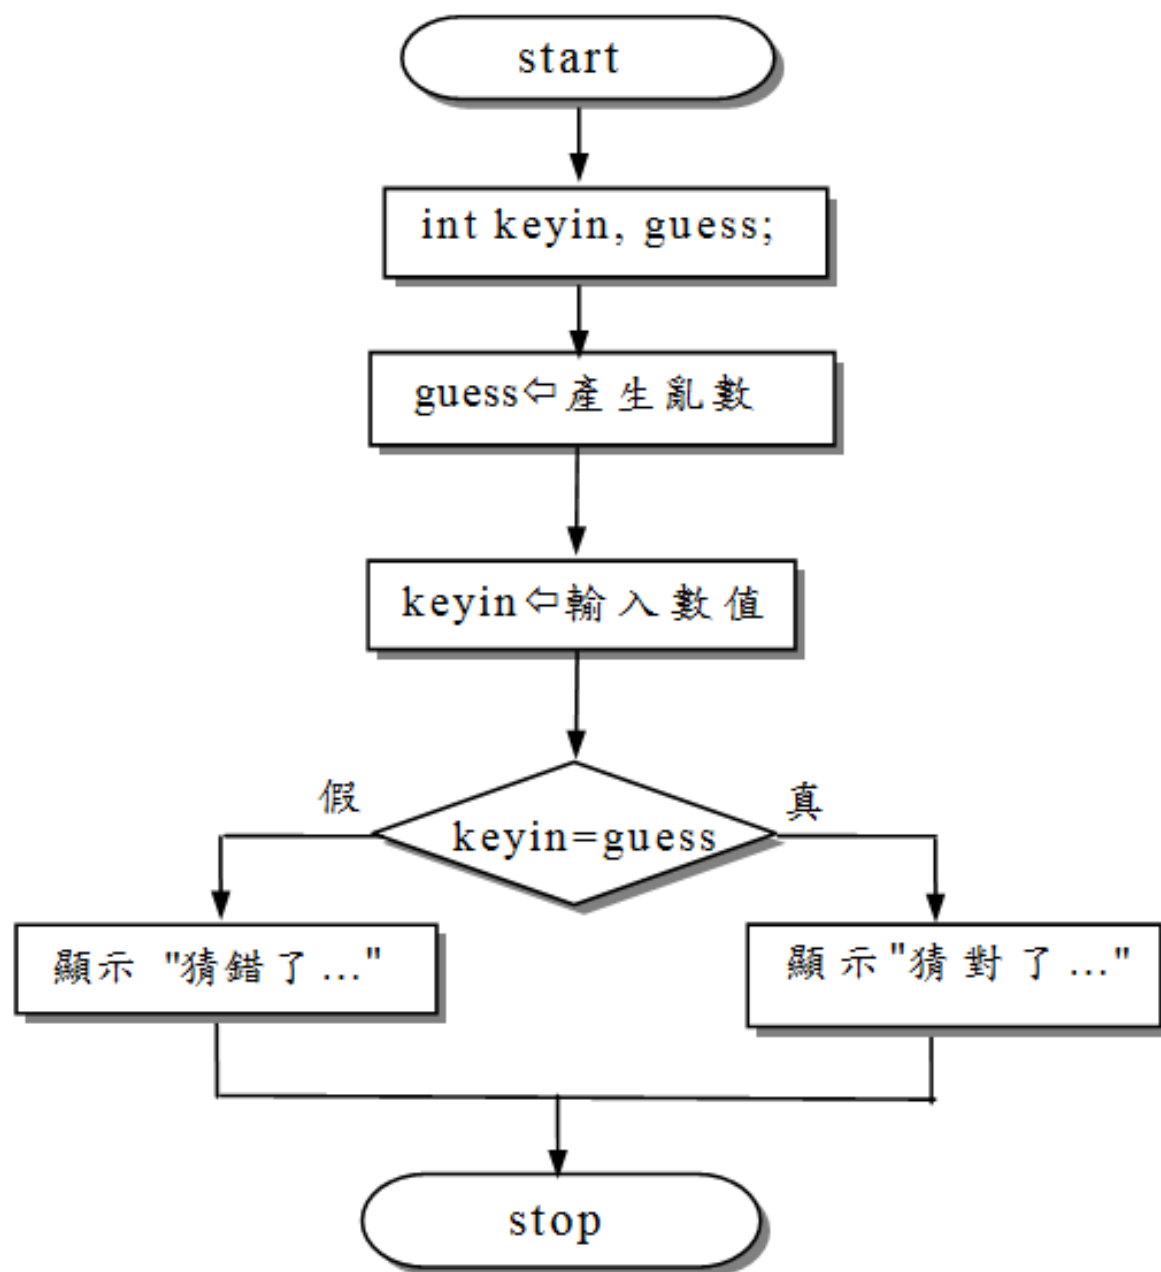 start
int keyin, guess;
guess⇦產生亂數
keyin⇦輸入數值
假
真
keyin=guess
顯示 "猜錯了..."
顯示"猜對了..."
stop